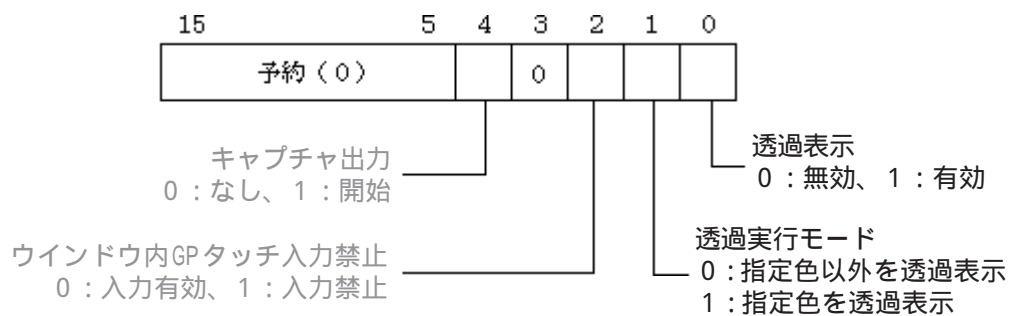 15 5 4 3 2 1 0
予約(0) 0
透過表示
0:無効、1:有効
キャプチャ出力
0:なし、1:開始
透過実行モード
0:指定色以外を透過表示
1:指定色を透過表示
ウインドウ内GPタッチ入力禁止
0:入力有効、1:入力禁止